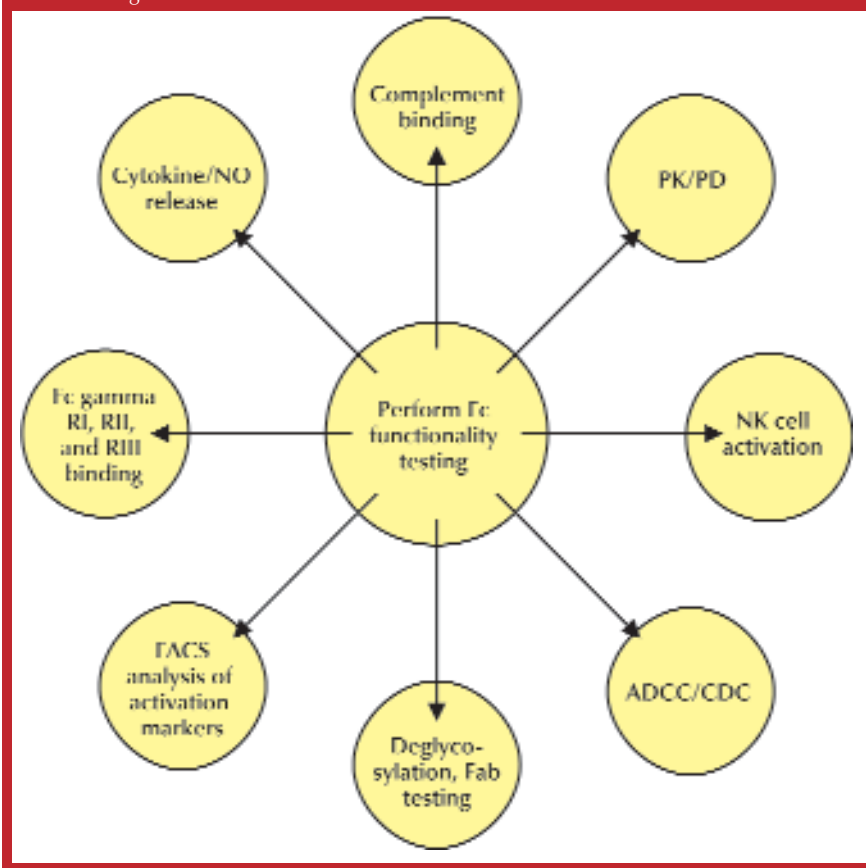 Complement
binding
Cytokine/NO
release
PK/PD
Fc gamma
RI, RII,
and RIII
binding
Perform Fc
functionality
testing
NK cell
activation
FACS
analysis of
activation
markers
ADCC/CDC
Deglyco-
sylation, Fab
testing